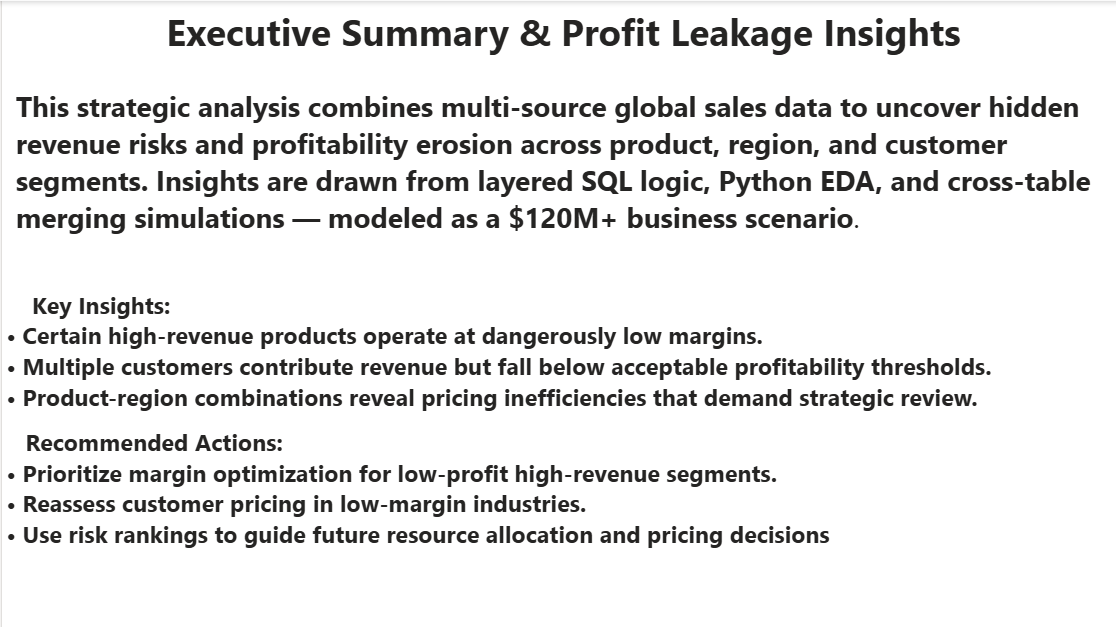 Executive Summary & Profit Leakage Insights
This strategic analysis combines multi-source global sales data to uncover hidden
revenue risks and profitability erosion across product, region, and customer
segments. Insights are drawn from layered SQL logic, Python EDA, and cross-table
merging simulations — modeled as a $120M+ business scenario.
Key Insights:
• Certain high-revenue products operate at dangerously low margins.
• Multiple customers contribute revenue but fall below acceptable profitability thresholds.
• Product-region combinations reveal pricing inefficiencies that demand strategic review.
Recommended Actions:
• Prioritize margin optimization for low-profit high-revenue segments.
• Reassess customer pricing in low-margin industries.
• Use risk rankings to guide future resource allocation and pricing decisions